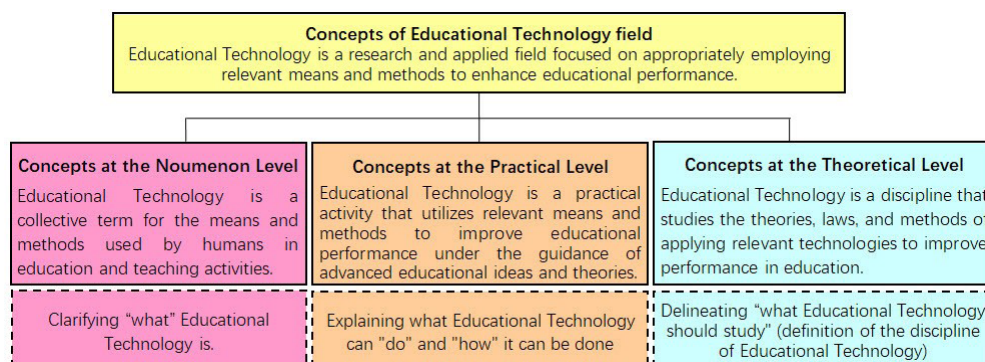 Concepts of Educational Technology field
Educational Technology is a research and applied field focused on appropriately employing
relevant means and methods to enhance educational performance.
Concepts at the Noumenon Level
Educational Technology is a
collective term for the means and
methods used by humans in
education and teaching activities.
Clarifying “what” Educational
Technology is.
Concepts at the Practical Level
Educational Technology is a practical
activity that utilizes relevant means and
methods to improve educational
performance under the guidance of
advanced educational ideas and theories.
Explaining what Educational Technology
can "do" and "how" it can be done
Concepts at the Theoretical Level
Educational Technology is a discipline that
studies the theories, laws, and methods of
applying relevant technologies to improve
performance in education.
Delineating “what Educational Technology
should study” (definition of the discipline
of Educational Technology)